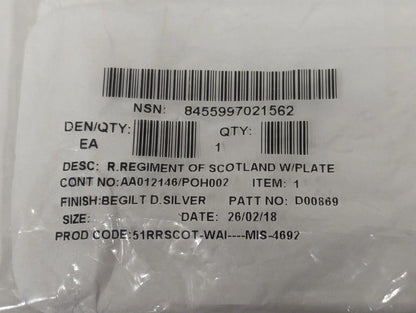 NSN: 8455997021562
DEN/QTY: QTY:
EA 1
DESC: R.REGIMENT OF SCOTLAND W/PLATE
CONT NO:AA012146/POH002 ITEM: 1
FINISH:BEGILT D.SILVER PATT NO: D00869
SIZE: DATE: 26/02/18
PROD CODE:51RRSCOT-WAI----MIS-4692